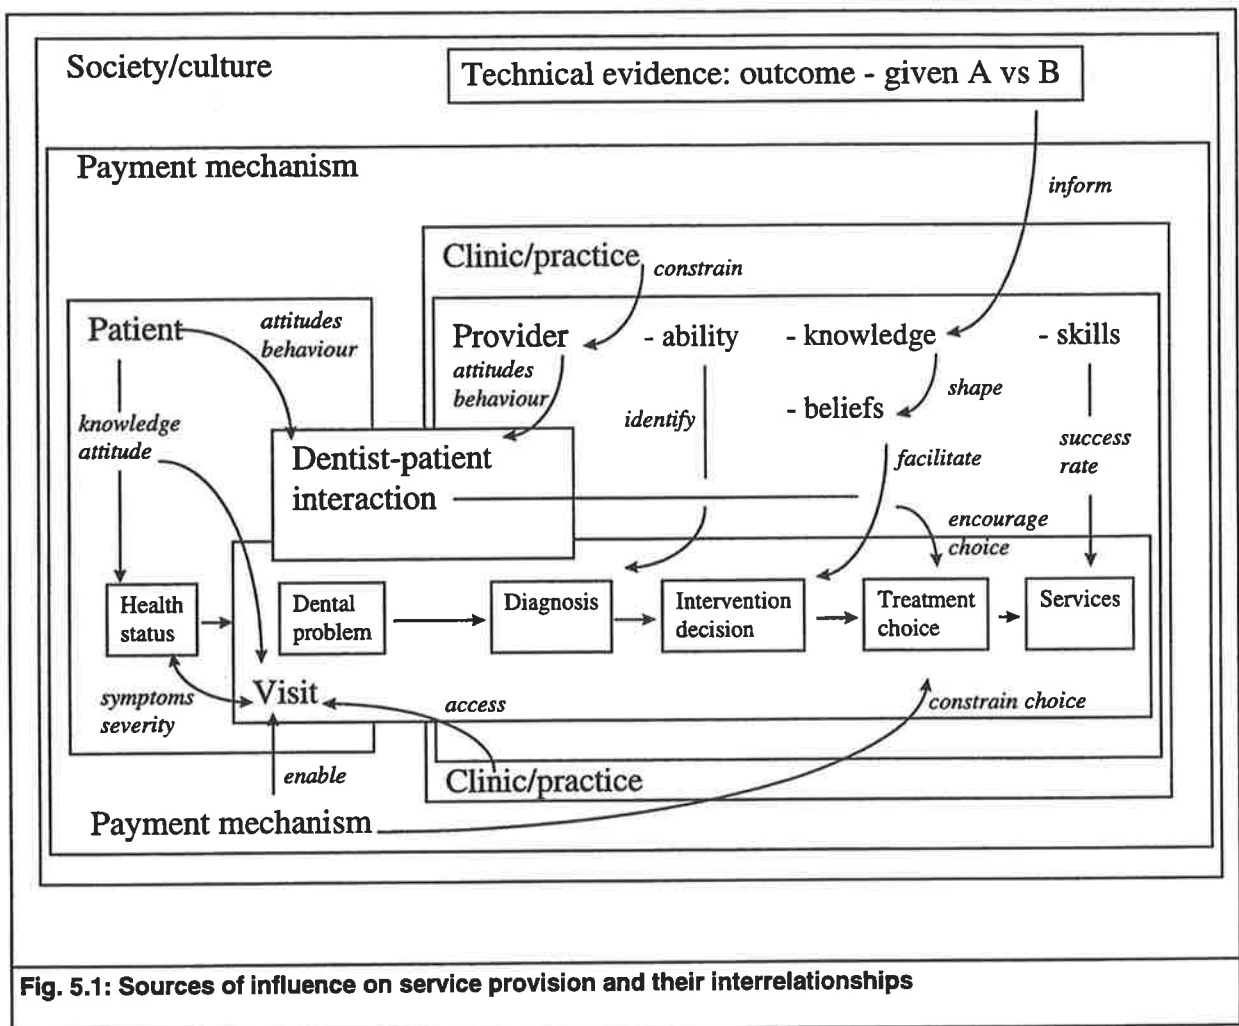 Society/culture
Technical evidence: outcome - given A vs B
Payment mechanism
inform
Clinic/practice
constrain
Patient
attitudes
behaviour
Provider
- ability
- knowledge
- skills
attitudes
behaviour
shape
- beliefs
knowledge
attitude
identify
success
rate
Dentist-patient
interaction
facilitate
encourage
choice
Health
status
Dental
problem
Diagnosis
Intervention
decision
Treatment
choice
Services
symptoms
severity
Visit
access
constrain choice
enable
Clinic/practice
Payment mechanism
Fig. 5.1: Sources of influence on service provision and their interrelationships